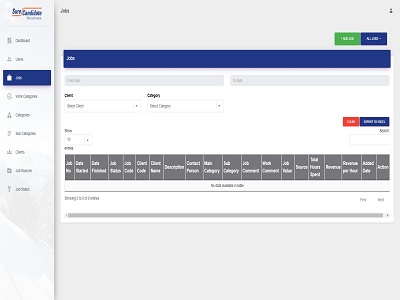 Sure Candidate
Recruitment
Jobs
Dashboard
Users
Jobs
Work Categories
Categories
Sub Categories
Clients
Job Sources
Job Status
+ ADD JOB
ALL JOBS
Jobs
From Date
To Date
Client
Category
Select Client
Select Category
CLEAR
EXPORT TO EXCEL
Show
10
entries
Search:
Job No
Date Started
Date Finished
Job Status
Job Code
Client Code
Client Name
Description
Contact Person
Main Category
Sub Category
Job Comment
Work Comment
Job Value
Source
Total Hours Spent
Revenue
Revenue per Hour
Added Date
Action
No data available in table
Showing 0 to 0 of 0 entries
Prev
Next